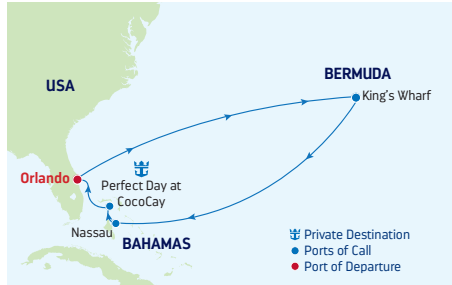 USA
BERMUDA
King's Wharf
Orlando
Perfect Day at
CocoCay
Nassau
BAHAMAS
Private Destination
Ports of Call
Port of Departure